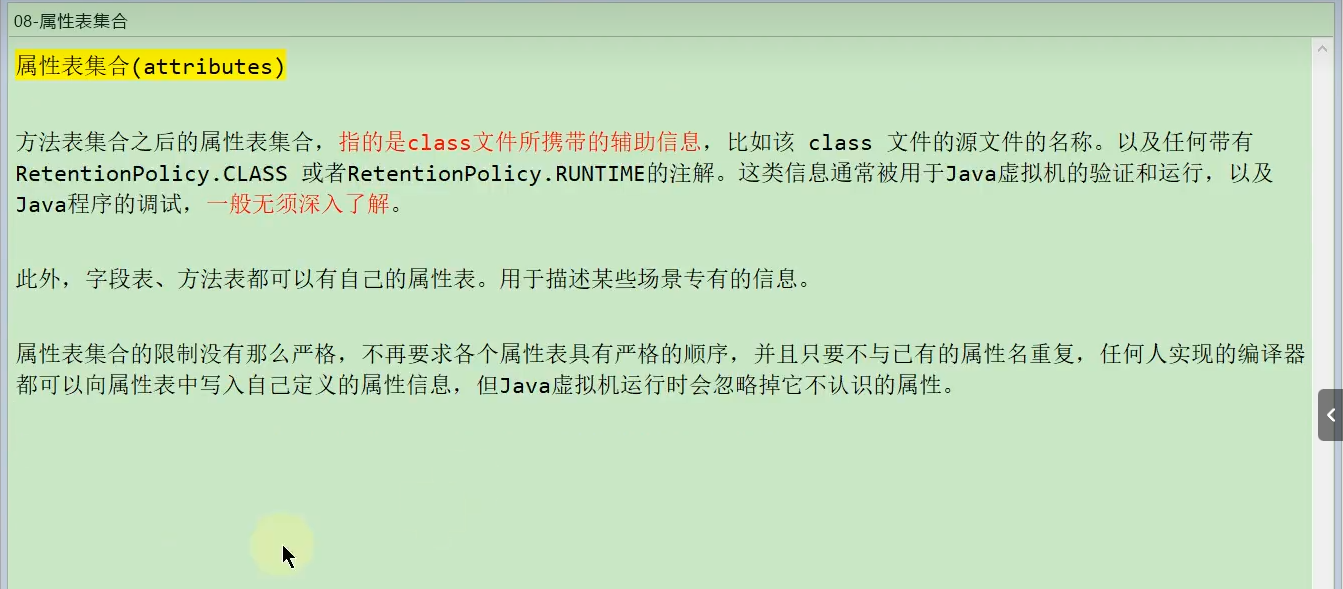 08-属性表集合
属性表集合(attributes)
方法表集合之后的属性表集合，指的是class文件所携带的辅助信息，比如该 class 文件的源文件的名称。以及任何带有
RetentionPolicy.CLASS 或者RetentionPolicy.RUNTIME的注解。这类信息通常被用于Java虚拟机的验证和运行，以及
Java程序的调试，一般无须深入了解。
此外，字段表、方法表都可以有自己的属性表。用于描述某些场景专有的信息。
属性表集合的限制没有那么严格，不再要求各个属性表具有严格的顺序，并且只要不与已有的属性名重复，任何人实现的编译器
都可以向属性表中写入自己定义的属性信息，但Java虚拟机运行时会忽略掉它不认识的属性。